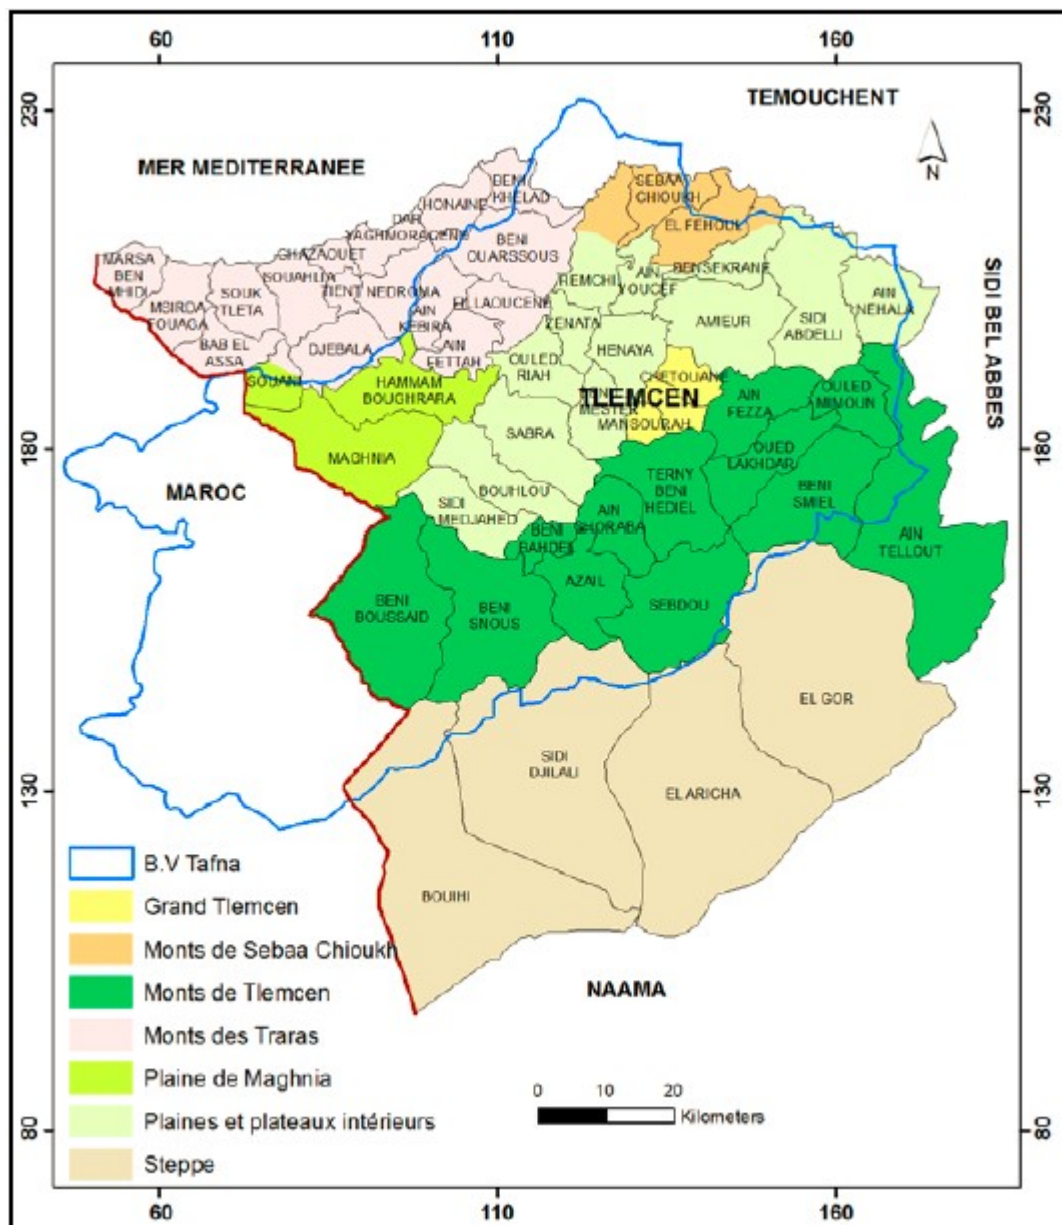 60 110 160
230 230
TEMOUCHENT
MER MEDITERRANEE
N
BENI
KHELAD
SEBAA
CHIOUKH
HONAINE
DAR
YAGHMORACENE
EL FEHOUL
MARSA
BEN
MHIDI
GHAZAOUET
BENI
OUARSSOUS
SOUAHLIA
TIENT
NEDROMA
REMCHI
AIN
YOUCEF
BENSEKRANE
AIN
NEHALA
MSIRDA
FOUAGA
SOUK
TLETA
FILLAOUCENE
AIN
KEBIRA
ZENATA
AMIEUR
SIDI
ABDELLI
BAB EL
ASSA
DJEBALA
AIN
FETTAH
OULED
RIAH
HENAYA
SIDI BEL ABBES
SOUANI
HAMMAM
BOUGHRARA
CHETOUANE
TLEMCEN
MESTER
MANSOURAH
AIN
FEZZA
OULED
MIMOUN
180 180
MAGHNIA
SABRA
OUED
LAKHDAR
MAROC
BOUHLOU
TERNY
BENI
HEDIEL
BENI
SMIEL
SIDI
MEDJAHED
AIN
GHORABA
BENI
BAHDEL
AIN
TELLOUT
BENI
BOUSSAID
BENI
SNOUS
AZAIL
SEBDOU
EL GOR
SIDI
DJILALI
EL ARICHA
130 130
BOUIHI
NAAMA
B.V Tafna
Grand Tlemcen
Monts de Sebaa Chioukh
Monts de Tlemcen
Monts des Traras
Plaine de Maghnia
Plaines et plateaux intérieurs
Steppe
0 10 20
Kilometers
80 80
60 110 160